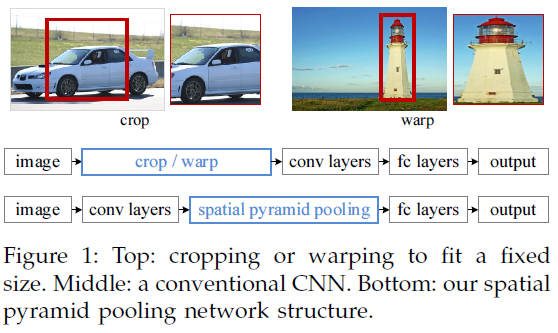 crop
warp
image crop / warp conv layers fc layers output
image conv layers spatial pyramid pooling fc layers output
Figure 1: Top: cropping or warping to fit a fixed
size. Middle: a conventional CNN. Bottom: our spatial
pyramid pooling network structure.